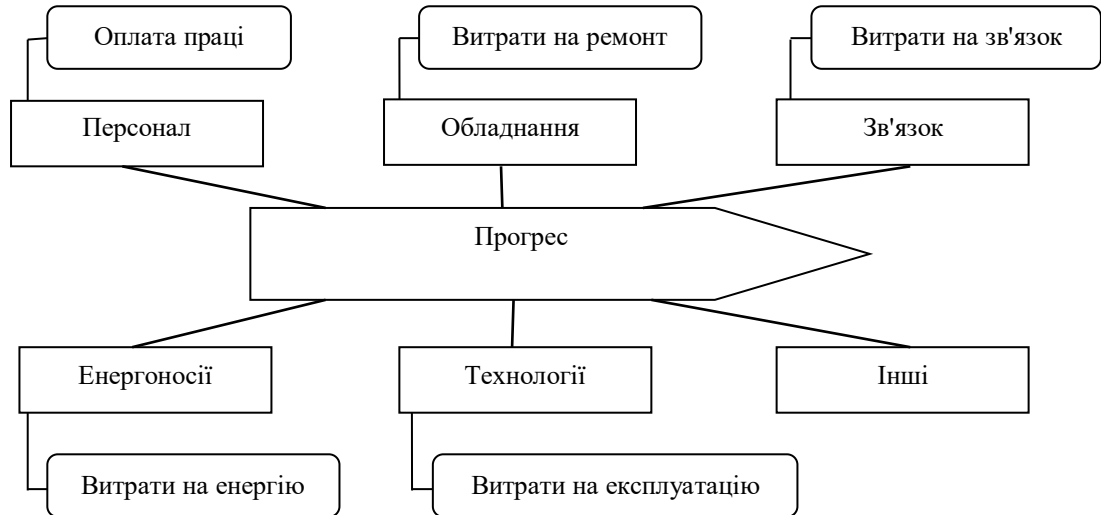 Оплата праці
Витрати на ремонт
Витрати на зв'язок
Персонал
Обладнання
Зв'язок
Прогрес
Енергоносії
Технології
Інші
Витрати на енергію
Витрати на експлуатацію